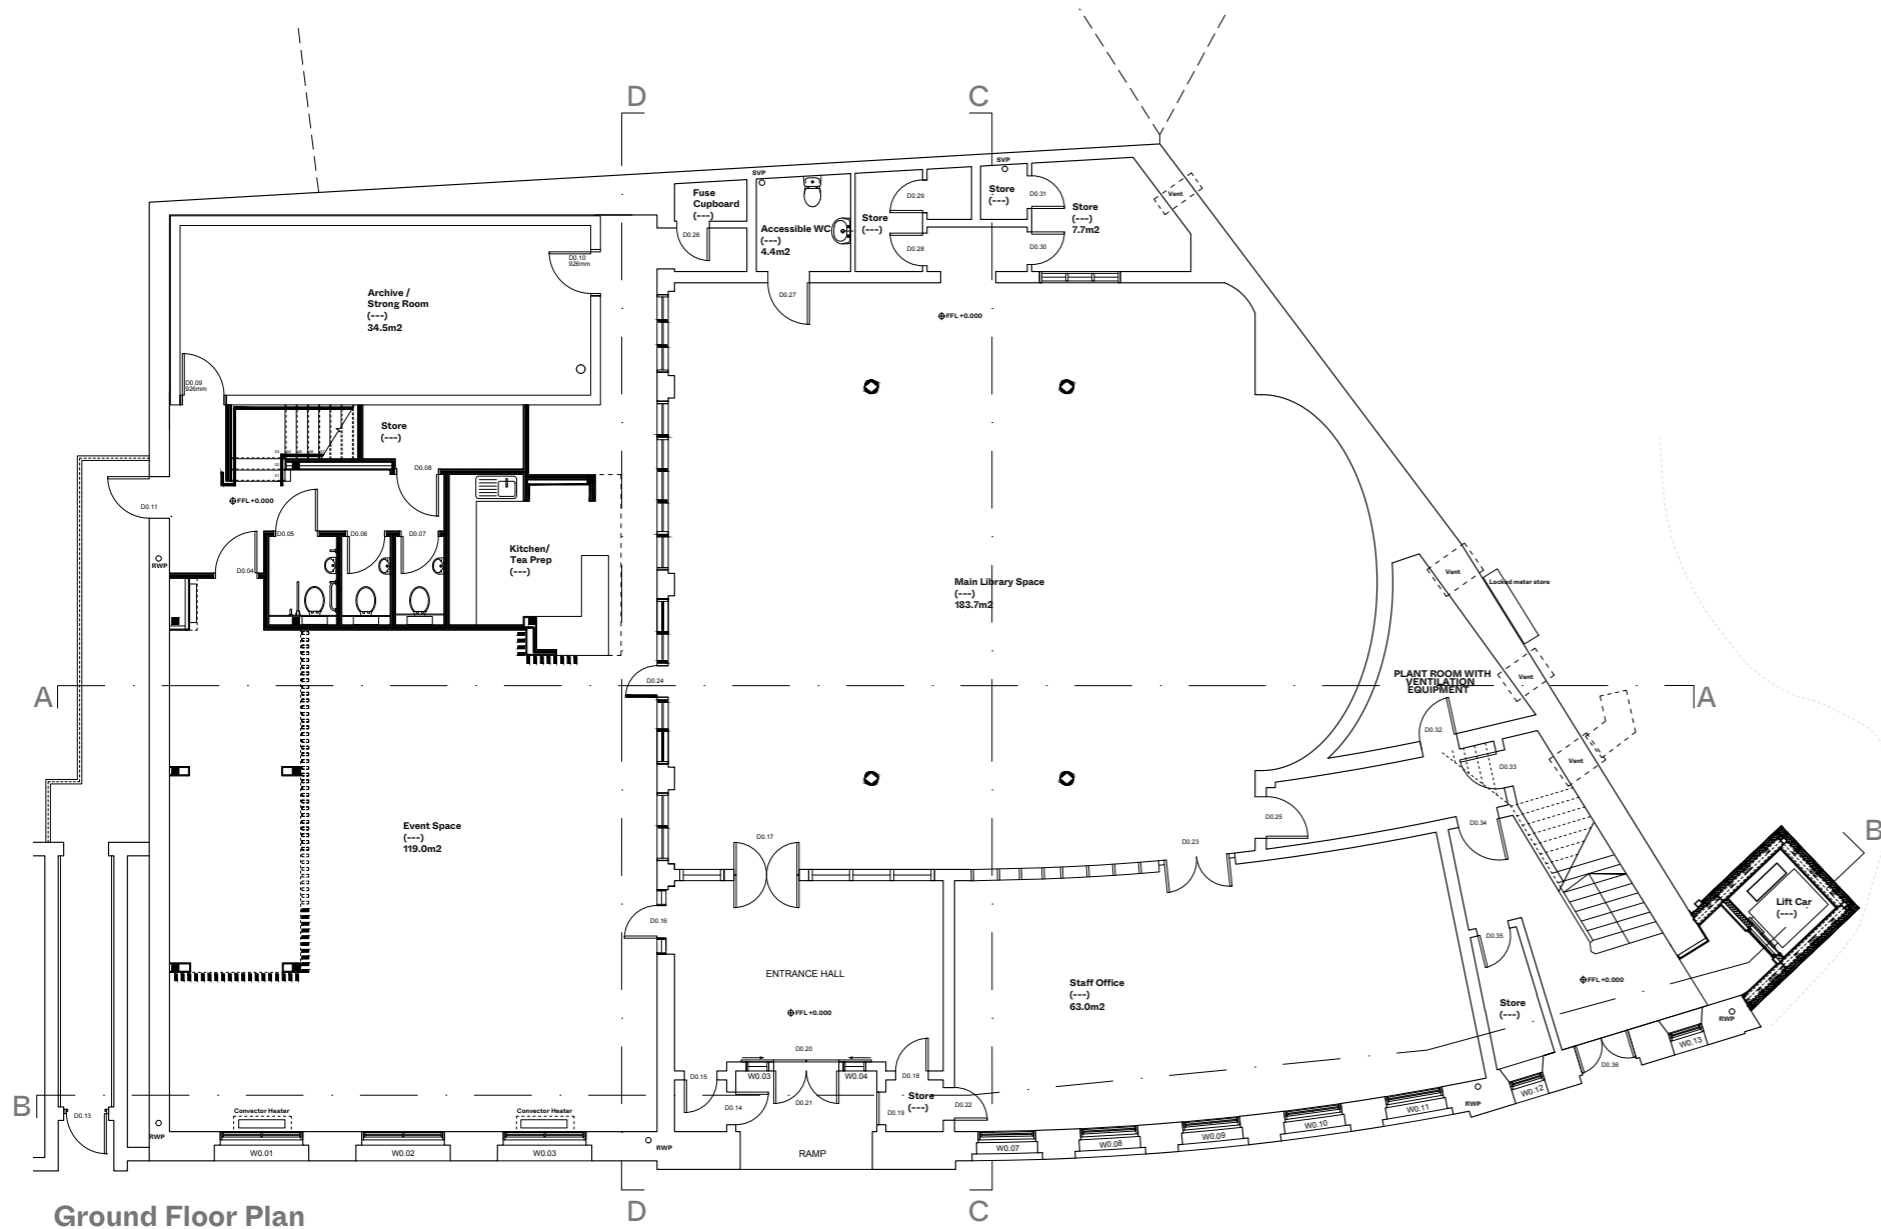 D
C
SVP
SVP
Fuse
Cupboard
(---)
D0.26
Accessible WC
(---)
4.4m2
D0.27
Store
(---)
D0.29
D0.28
Store
(---)
D0.31
D0.30
Store
(---)
7.7m2
Vent
D0.10
926mm
Archive /
Strong Room
(---)
34.5m2
D0.09
926mm
FFL +0.000
Store
(---)
D0.08
D0.11
FFL +0.000
D0.05
D0.06
D0.07
D0.04
RWP
Kitchen/
Tea Prep
(---)
Main Library Space
(---)
183.7m2
Vent
Locked meter store
A
D0.24
PLANT ROOM WITH
VENTILATION
EQUIPMENT
Vent
A
D0.32
D0.33
Vent
D0.25
D0.34
D0.23
D0.17
Event Space
(---)
119.0m2
B
Lift Car
(---)
D0.16
D0.35
ENTRANCE HALL
FFL +0.000
Staff Office
(---)
63.0m2
FFL +0.000
Store
(---)
RWP
W0.13
D0.36
D0.20
W0.03
W0.04
D0.15
D0.18
D0.21
D0.14
Store
(---)
D0.19
D0.22
W0.12
RWP
W0.11
W0.10
W0.09
W0.08
W0.07
B
D0.13
Convector Heater
Convector Heater
RWP
W0.01
W0.02
W0.03
RWP
RAMP
D
C
Ground Floor Plan